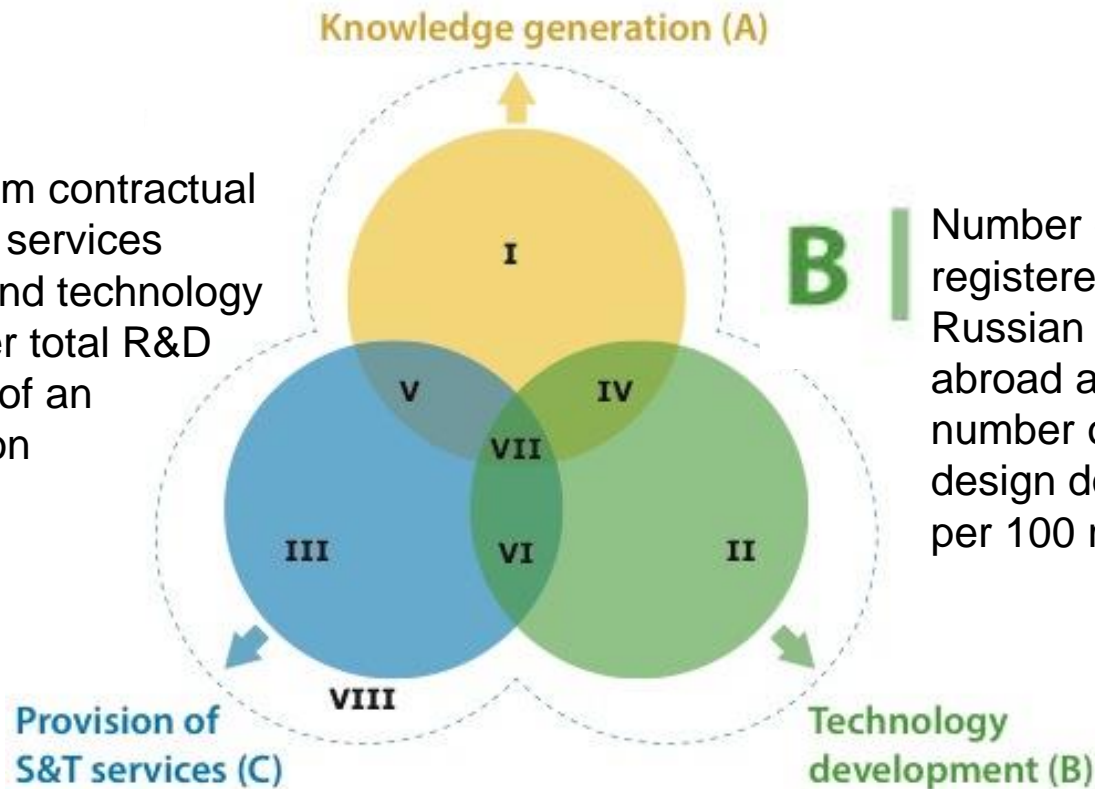 Knowledge generation (A)
m contractual
services
nd technology
r total R&D
of an
on
B
Number
registere
Russian
abroad a
number o
design de
per 100 r
I
V
IV
VII
III
VI
II
VIII
Provision of
S&T services (C)
Technology
development (B)